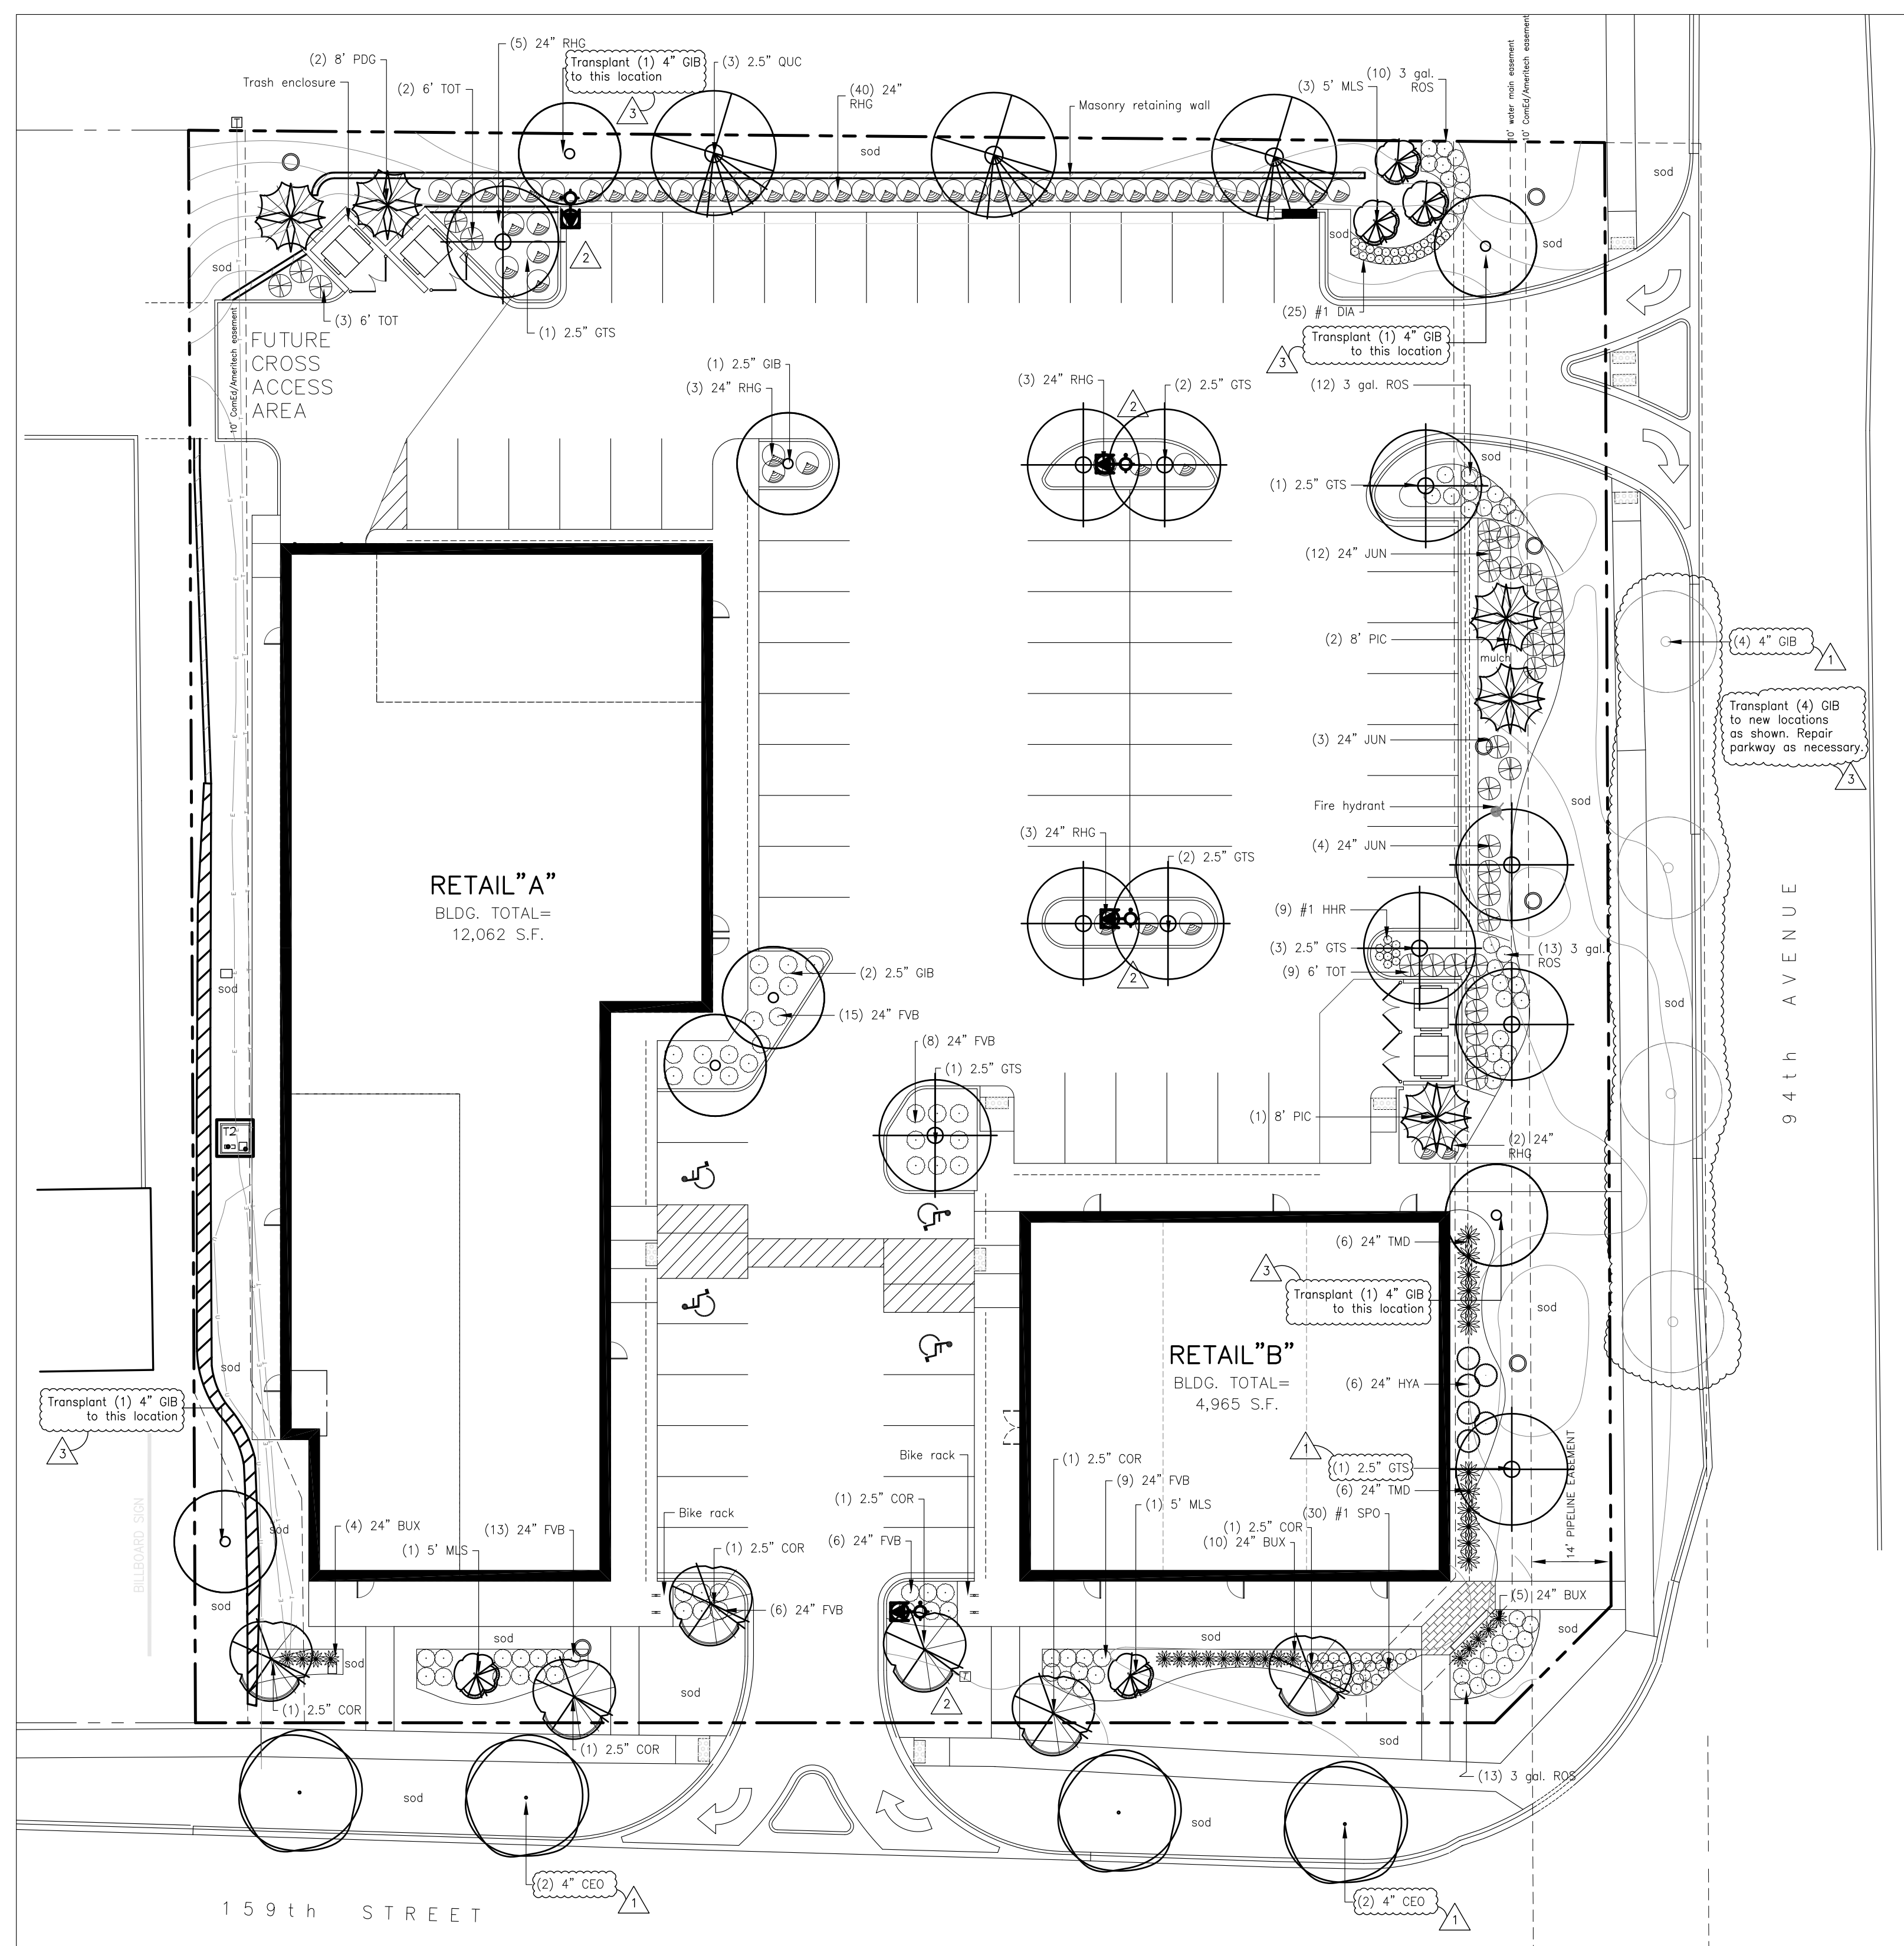 (5) 24" RHG
(2) 8' PDG
Transplant (1) 4" GIB
to this location
3
(3) 2.5" QUC
Trash enclosure
(2) 6' TOT
(40) 24"
RHG
Masonry retaining wall
(3) 5' MLS
(10) 3 gal.
ROS
10' water main easement
10' ComEd/Ameritech easement
T
sod
sod
sod
sod
sod
2
sod
(3) 6' TOT
(1) 2.5" GTS
(25) #1 DIA
Transplant (1) 4" GIB
to this location
3
10' ComEd/Ameritech easement
FUTURE
CROSS
ACCESS
AREA
(1) 2.5" GIB
(3) 24" RHG
(3) 24" RHG
2
(2) 2.5" GTS
(12) 3 gal. ROS
sod
(1) 2.5" GTS
(12) 24" JUN
(2) 8' PIC
mulch
(4) 4" GIB
1
Transplant (4) GIB
to new locations
as shown. Repair
parkway as necessary.
3
(3) 24" JUN
Fire hydrant
sod
(3) 24" RHG
(2) 2.5" GTS
(4) 24" JUN
RETAIL"A"
BLDG. TOTAL=
12,062 S.F.
(9) #1 HHR
(3) 2.5" GTS
(9) 6' TOT
(13) 3 gal.
ROS
2
sod
(2) 2.5" GIB
(15) 24" FVB
sod
94th AVENUE
(8) 24" FVB
(1) 2.5" GTS
(1) 8' PIC
(2) 24"
RHG
T2
(6) 24" TMD
3
Transplant (1) 4" GIB
to this location
sod
RETAIL"B"
BLDG. TOTAL=
4,965 S.F.
(6) 24" HYA
sod
Transplant (1) 4" GIB
to this location
3
BILLBOARD SIGN
Bike rack
(1) 2.5" COR
1
(1) 2.5" GTS
(9) 24" FVB
(6) 24" TMD
14' PIPELINE EASEMENT
(1) 2.5" COR
(1) 5' MLS
(30) #1 SPO
Bike rack
(4) 24" BUX
(13) 24" FVB
(1) 2.5" COR
(10) 24" BUX
sod
(1) 5' MLS
(1) 2.5" COR
(6) 24" FVB
(5) 24" BUX
sod
(6) 24" FVB
sod
sod
sod
sod
sod
T
2
(1) 2.5" COR
(1) 2.5" COR
sod
(13) 3 gal. ROS
sod
sod
(2) 4" CEO
1
(2) 4" CEO
1
159th STREET